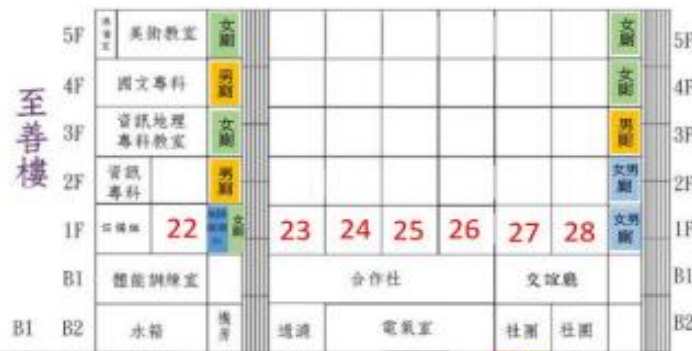 至善樓
5F 美術教室 女廁 女廁 5F
4F 國文專科 男廁 女廁 4F
3F 資訊地理專科教室 女廁 男廁 3F
2F 資訊專科 男廁 女男廁 2F
1F 22 女廁 23 24 25 26 27 28 女男廁 1F
B1 體能訓練室 合作社 交誼廳 B1
B1 B2 水箱 機房 過濾 電氣室 社團 社團 B2